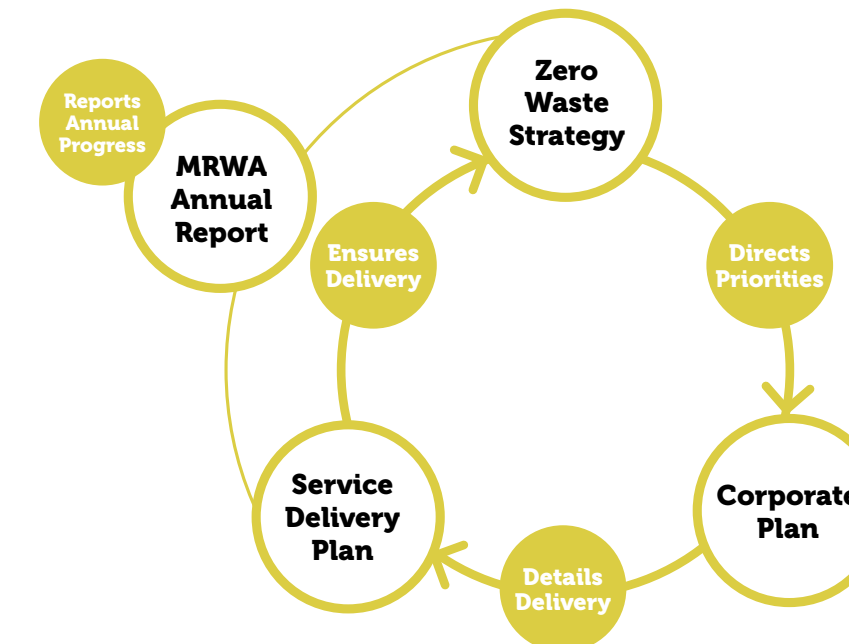 Zero
Waste
Strategy
Reports
Annual
Progress
MRWA
Annual
Report
Ensures
Delivery
Directs
Priorities
Service
Delivery
Plan
Corporate
Plan
Details
Delivery